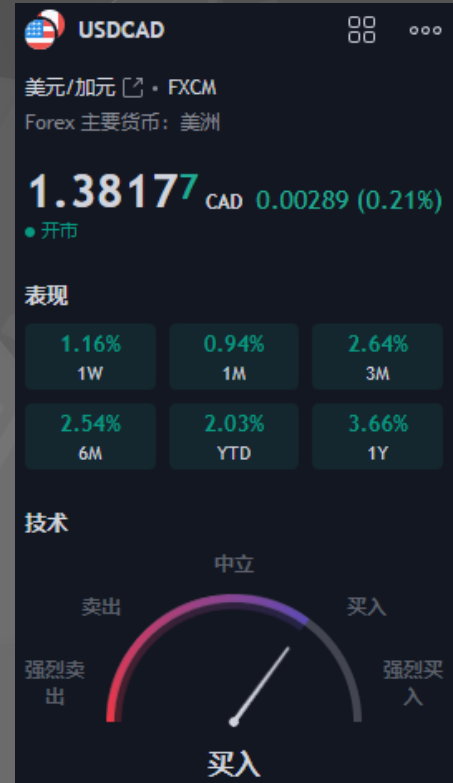 USDCAD
美元/加元 • FXCM
Forex 主要货币：美洲
1.38177 CAD 0.00289 (0.21%)
开市
表现
1.16% 0.94% 2.64%
1W 1M 3M
2.54% 2.03% 3.66%
6M YTD 1Y
技术
中立
卖出 买入
强烈卖 强烈买
出 入
买入